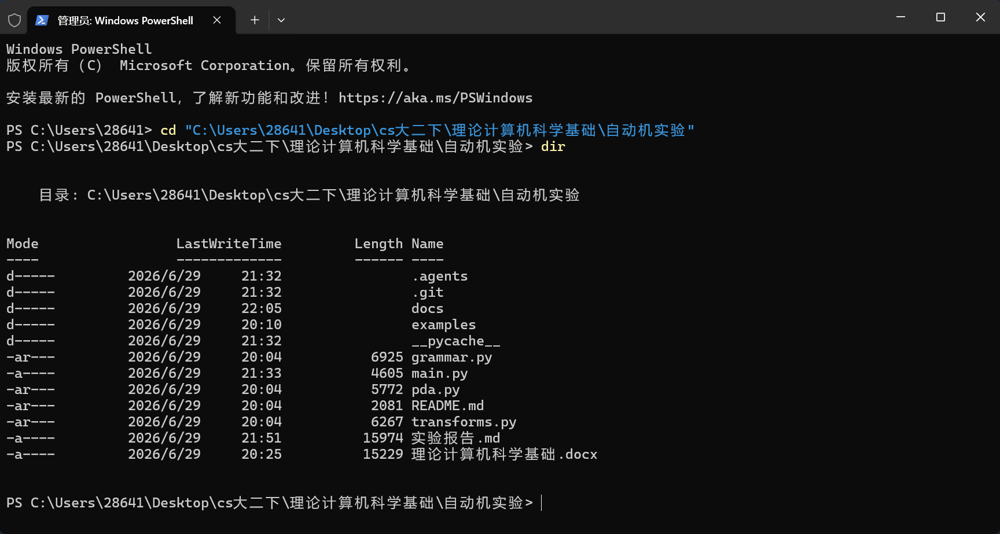 管理员: Windows PowerShell
Windows PowerShell
版权所有 (C) Microsoft Corporation。保留所有权利。
安装最新的 PowerShell，了解新功能和改进！https://aka.ms/PSWindows
PS C:\Users\28641> cd "C:\Users\28641\Desktop\cs大二下\理论计算机科学基础\自动机实验"
PS C:\Users\28641\Desktop\cs大二下\理论计算机科学基础\自动机实验> dir
目录: C:\Users\28641\Desktop\cs大二下\理论计算机科学基础\自动机实验
Mode                 LastWriteTime         Length Name
----                 -------------         ------ ----
d-----         2026/6/29     21:32                .agents
d-----         2026/6/29     21:32                .git
d-----         2026/6/29     22:05                docs
d-----         2026/6/29     20:10                examples
d-----         2026/6/29     21:32                __pycache__
-ar---         2026/6/29     20:04           6925 grammar.py
-a----         2026/6/29     21:33           4605 main.py
-ar---         2026/6/29     20:04           5772 pda.py
-ar---         2026/6/29     20:04           2081 README.md
-ar---         2026/6/29     20:04           6267 transforms.py
-a----         2026/6/29     21:51          15974 实验报告.md
-a----         2026/6/29     20:25          15229 理论计算机科学基础.docx
PS C:\Users\28641\Desktop\cs大二下\理论计算机科学基础\自动机实验>